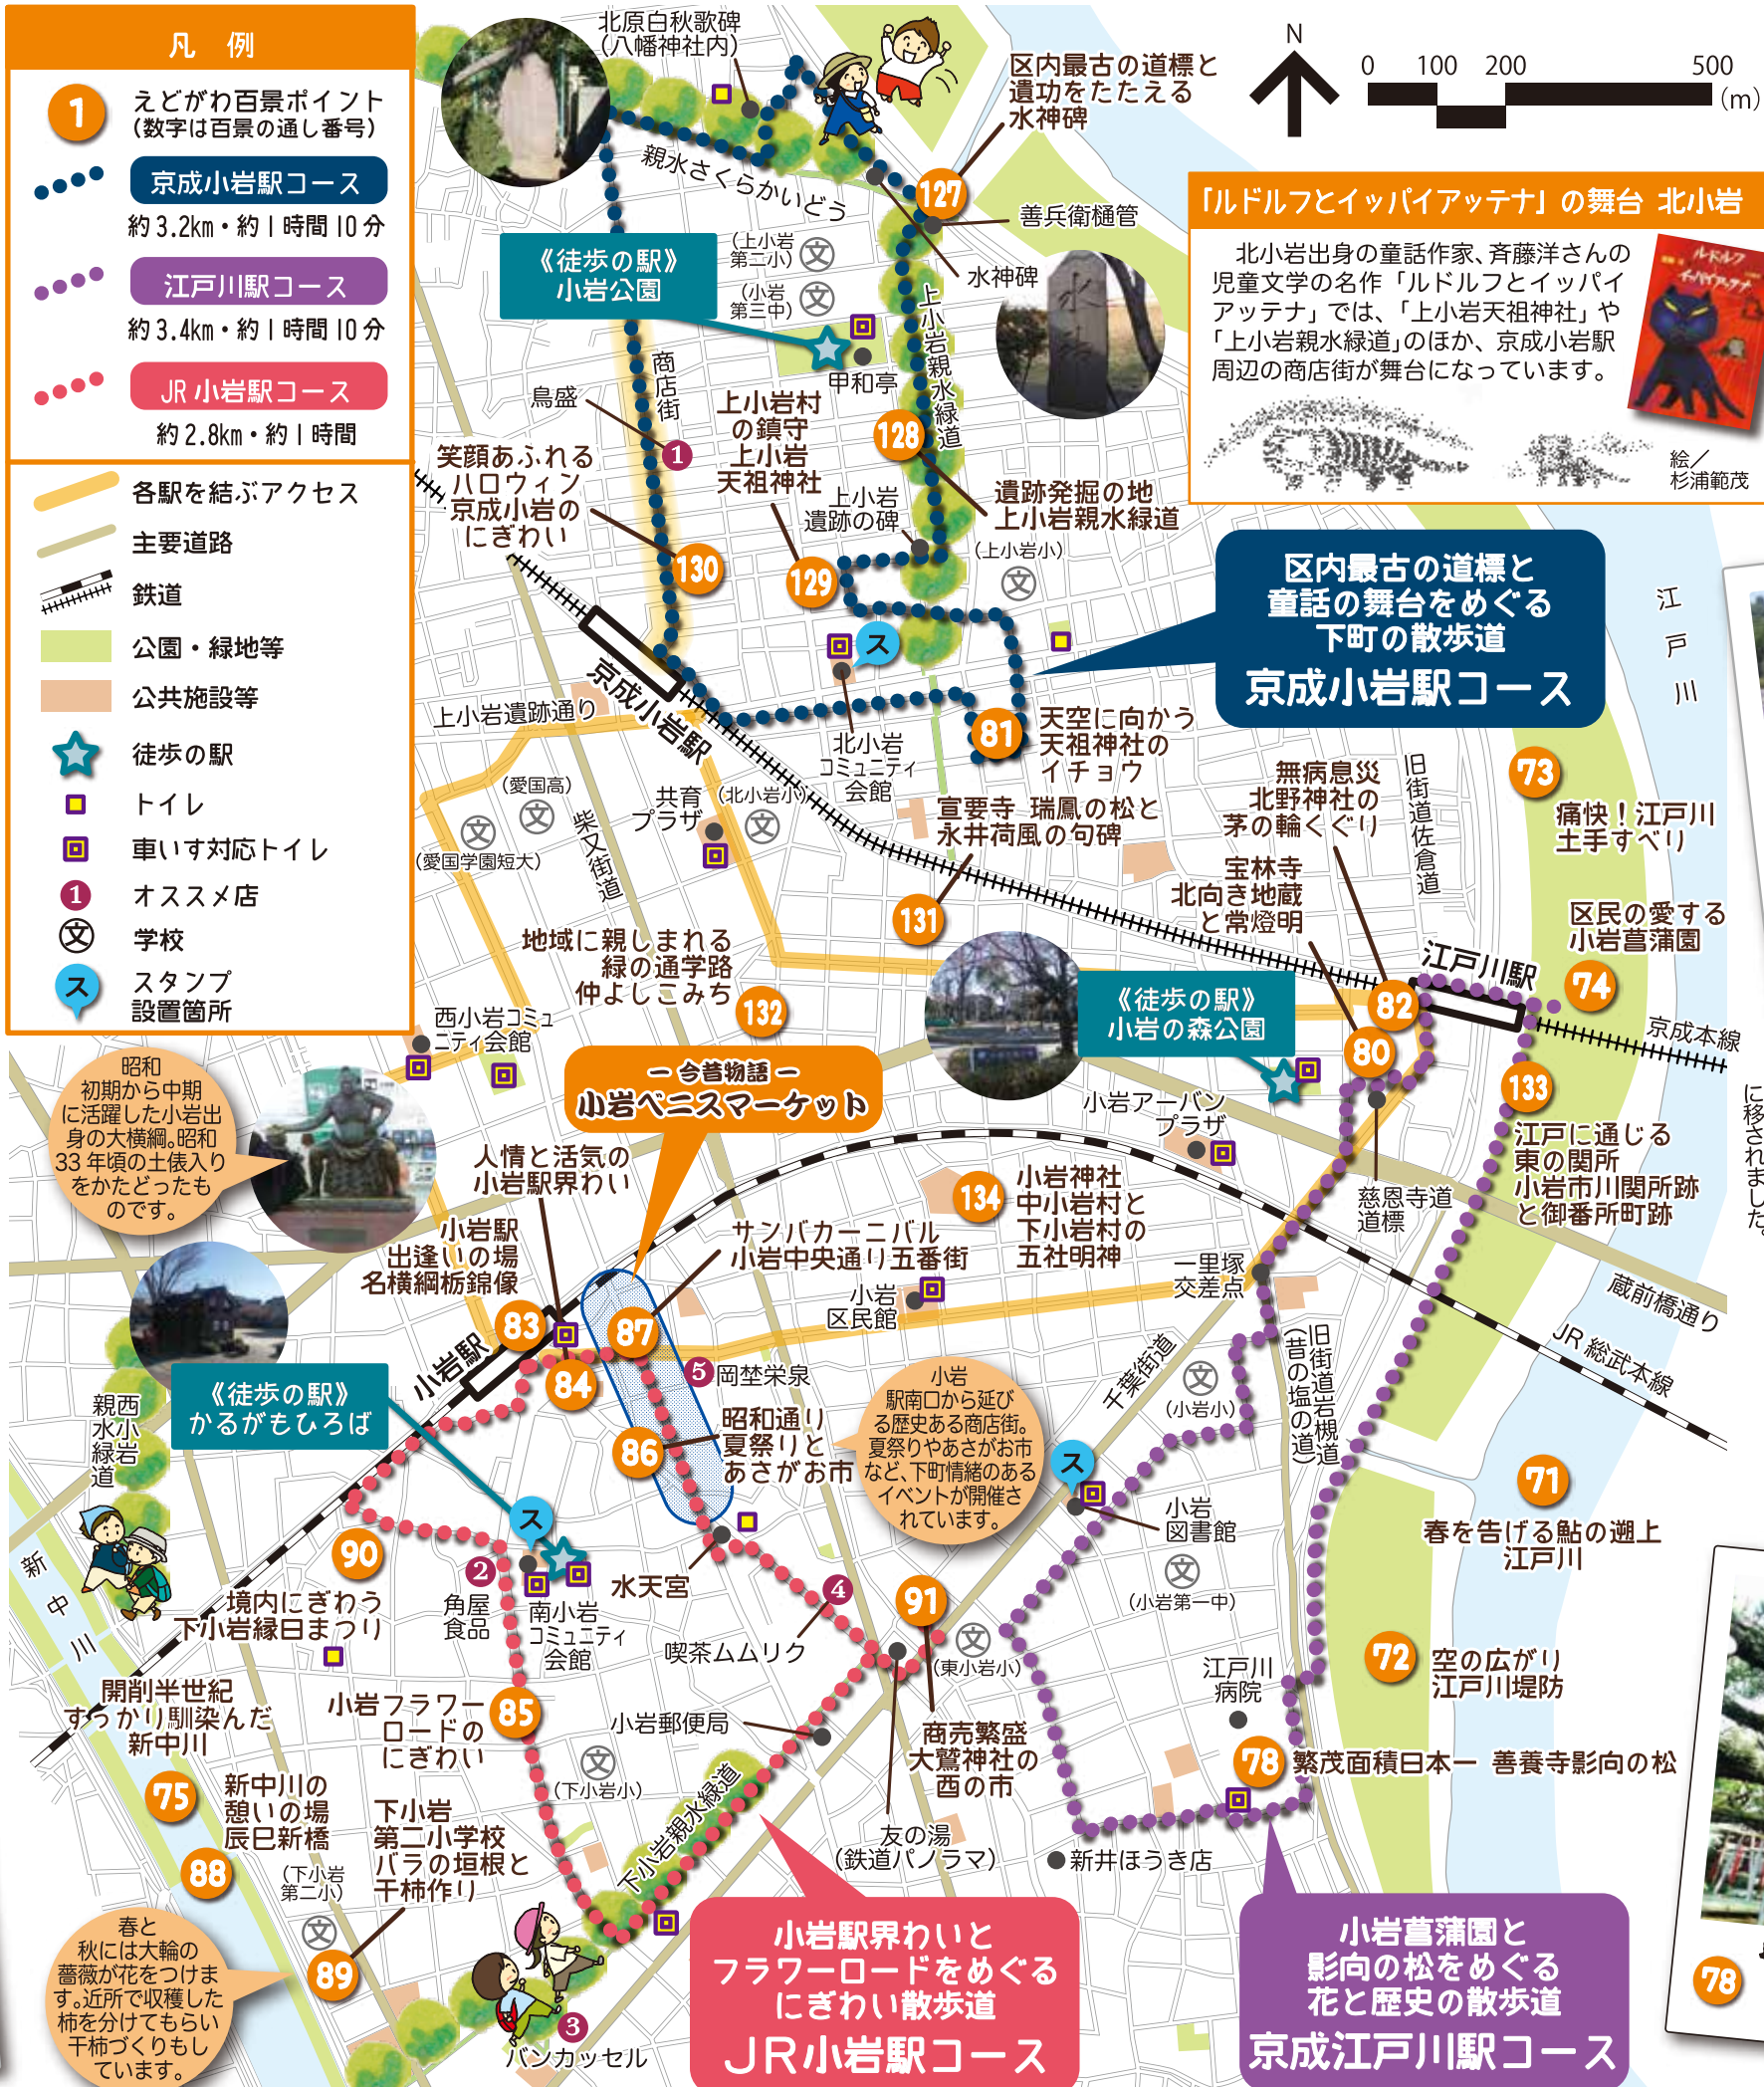 凡 例
1
えどがわ百景ポイント
(数字は百景の通し番号)
京成小岩駅コース
約3.2km・約1時間10分
江戸川駅コース
約3.4km・約1時間10分
JR小岩駅コース
約2.8km・約1時間
各駅を結ぶアクセス
主要道路
鉄道
公園・緑地等
公共施設等
徒歩の駅
トイレ
車いす対応トイレ
1
オススメ店
文
学校
ス
スタンプ
設置箇所
北原白秋歌碑
(八幡神社内)
区内最古の道標と
遺功をたたえる
水神碑
N
0 100 200 500
(m)
親水さくらかいどう
127
善兵衛樋管
水神碑
「ルドルフとイッパイアッテナ」の舞台 北小岩
北小岩出身の童話作家、斉藤洋さんの
児童文学の名作「ルドルフとイッパイ
アッテナ」では、「上小岩天祖神社」や
「上小岩親水緑道」のほか、京成小岩駅
周辺の商店街が舞台になっています。
ルドルフ
イッパイアッテナ
絵/
杉浦範茂
《徒歩の駅》
小岩公園
(上小岩
第二小)
文
(小岩
第三中)
文
上小岩親水緑道
商店街
甲和亭
鳥盛
1
上小岩村
の鎮守
上小岩
天祖神社
128
笑顔あふれる
ハロウィン
京成小岩の
にぎわい
上小岩
遺跡の碑
遺跡発掘の地
上小岩親水緑道
(上小岩小)
文
130
129
ス
区内最古の道標と
童話の舞台をめぐる
下町の散歩道
京成小岩駅コース
江戸川
京成小岩駅
上小岩遺跡通り
北小岩
コミュニティ
会館
81
天空に向かう
天祖神社の
イチョウ
(愛国高)
文
文
(愛国学園短大)
柴又街道
共育
プラザ
(北小岩小)
文
宣要寺 瑞鳳の松と
永井荷風の句碑
131
無病息災
北野神社の
茅の輪くぐり
旧街道佐倉道
73
痛快!江戸川
土手すべり
宝林寺
北向き地蔵
と常燈明
区民の愛する
小岩菖蒲園
74
地域に親しまれる
緑の通学路
仲よしこみち
132
《徒歩の駅》
小岩の森公園
82
江戸川駅
京成本線
80
133
西小岩コミュ
ニティ会館
昭和
初期から中期
に活躍した小岩出
身の大横綱。昭和
33年頃の土俵入り
をかたどったも
のです。
ー 今昔物語 ー
小岩ベニスマーケット
小岩アーバン
プラザ
慈恩寺道
道標
江戸に通じる
東の関所
小岩市川関所跡
と御番所町跡
に移されました。
人情と活気の
小岩駅界わい
小岩駅
出逢いの場
名横綱栃錦像
サンバカーニバル
小岩中央通り五番街
134
小岩神社
中小岩村と
下小岩村の
五社明神
一里塚
交差点
小岩
区民館
蔵前橋通り
JR総武本線
83
84
87
小岩駅
5
岡埜栄泉
千葉街道
旧街道岩槻道
(昔の塩の道)
文
(小岩小)
《徒歩の駅》
かるがもひろば
西小岩
親水緑道
86
昭和通り
夏祭りと
あさがお市
小岩
駅南口から延び
る歴史ある商店街。
夏祭りやあさがお市
など、下町情緒のある
イベントが開催さ
れています。
ス
小岩
図書館
71
春を告げる鮎の遡上
江戸川
新中川
90
境内にぎわう
下小岩縁日まつり
ス
2
角屋
食品
南小岩
コミュニティ
会館
水天宮
4
喫茶ムムリク
91
文
(東小岩小)
文
(小岩第一中)
72
空の広がり
江戸川堤防
江戸川
病院
開削半世紀
すっかり馴染んだ
新中川
小岩フラワー
ロードの
にぎわい
85
小岩郵便局
文
(下小岩小)
商売繁盛
大鷲神社の
酉の市
78
繁茂面積日本一 善養寺影向の松
75
新中川の
憩いの場
辰巳新橋
88
下小岩
第二小学校
バラの垣根と
干柿作り
(下小岩
第二小)
文
89
下小岩親水緑道
友の湯
(鉄道パノラマ)
新井ほうき店
春と
秋には大輪の
薔薇が花をつけま
す。近所で収穫した
柿を分けてもらい
干柿づくりもし
ています。
3
バンカッセル
小岩駅界わいと
フラワーロードをめぐる
にぎわい散歩道
JR小岩駅コース
小岩菖蒲園と
影向の松をめぐる
花と歴史の散歩道
京成江戸川駅コース
78